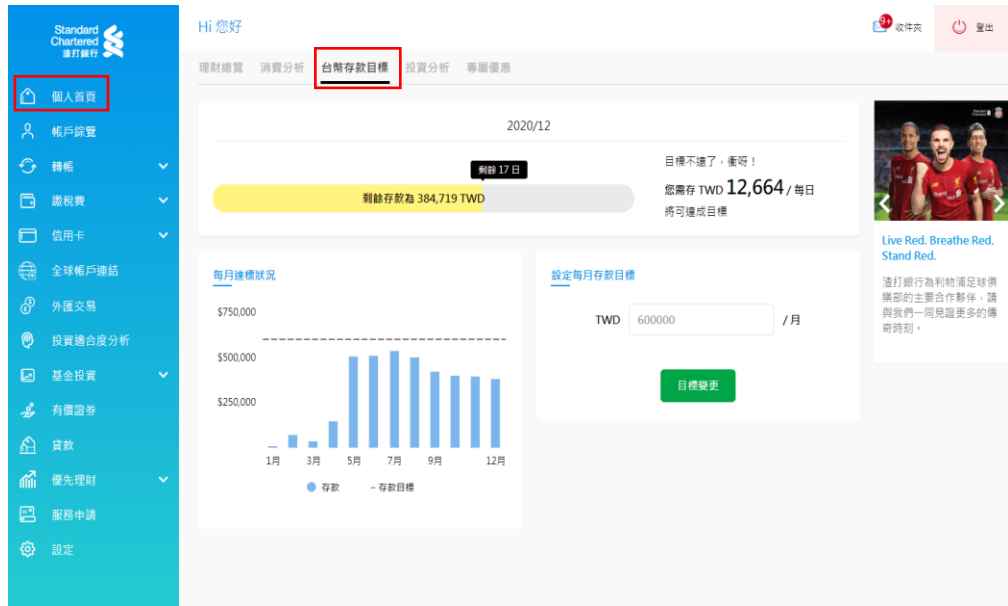 Standard
Chartered
渣打銀行
個人首頁
帳戶綜覽
轉帳
繳稅費
信用卡
全球帳戶連結
外匯交易
投資適合度分析
基金投資
有價證券
貸款
優先理財
服務申請
設定
Hi 您好
9+
收件夾
登出
理財總覽 消費分析 台幣存款目標 投資分析 專屬優惠
2020/12
剩餘 17 日
剩餘存款為 384,719 TWD
目標不遠了，衝呀！
您需存 TWD 12,664 / 每日
將可達成目標
每月達標狀況
$750,000
$500,000
$250,000
1月 3月 5月 7月 9月 12月
存款 – 存款目標
設定每月存款目標
TWD 600000 / 月
目標變更
Live Red. Breathe Red.
Stand Red.
渣打銀行為利物浦足球俱
樂部的主要合作夥伴，請
與我們一同見證更多的傳
奇時刻。